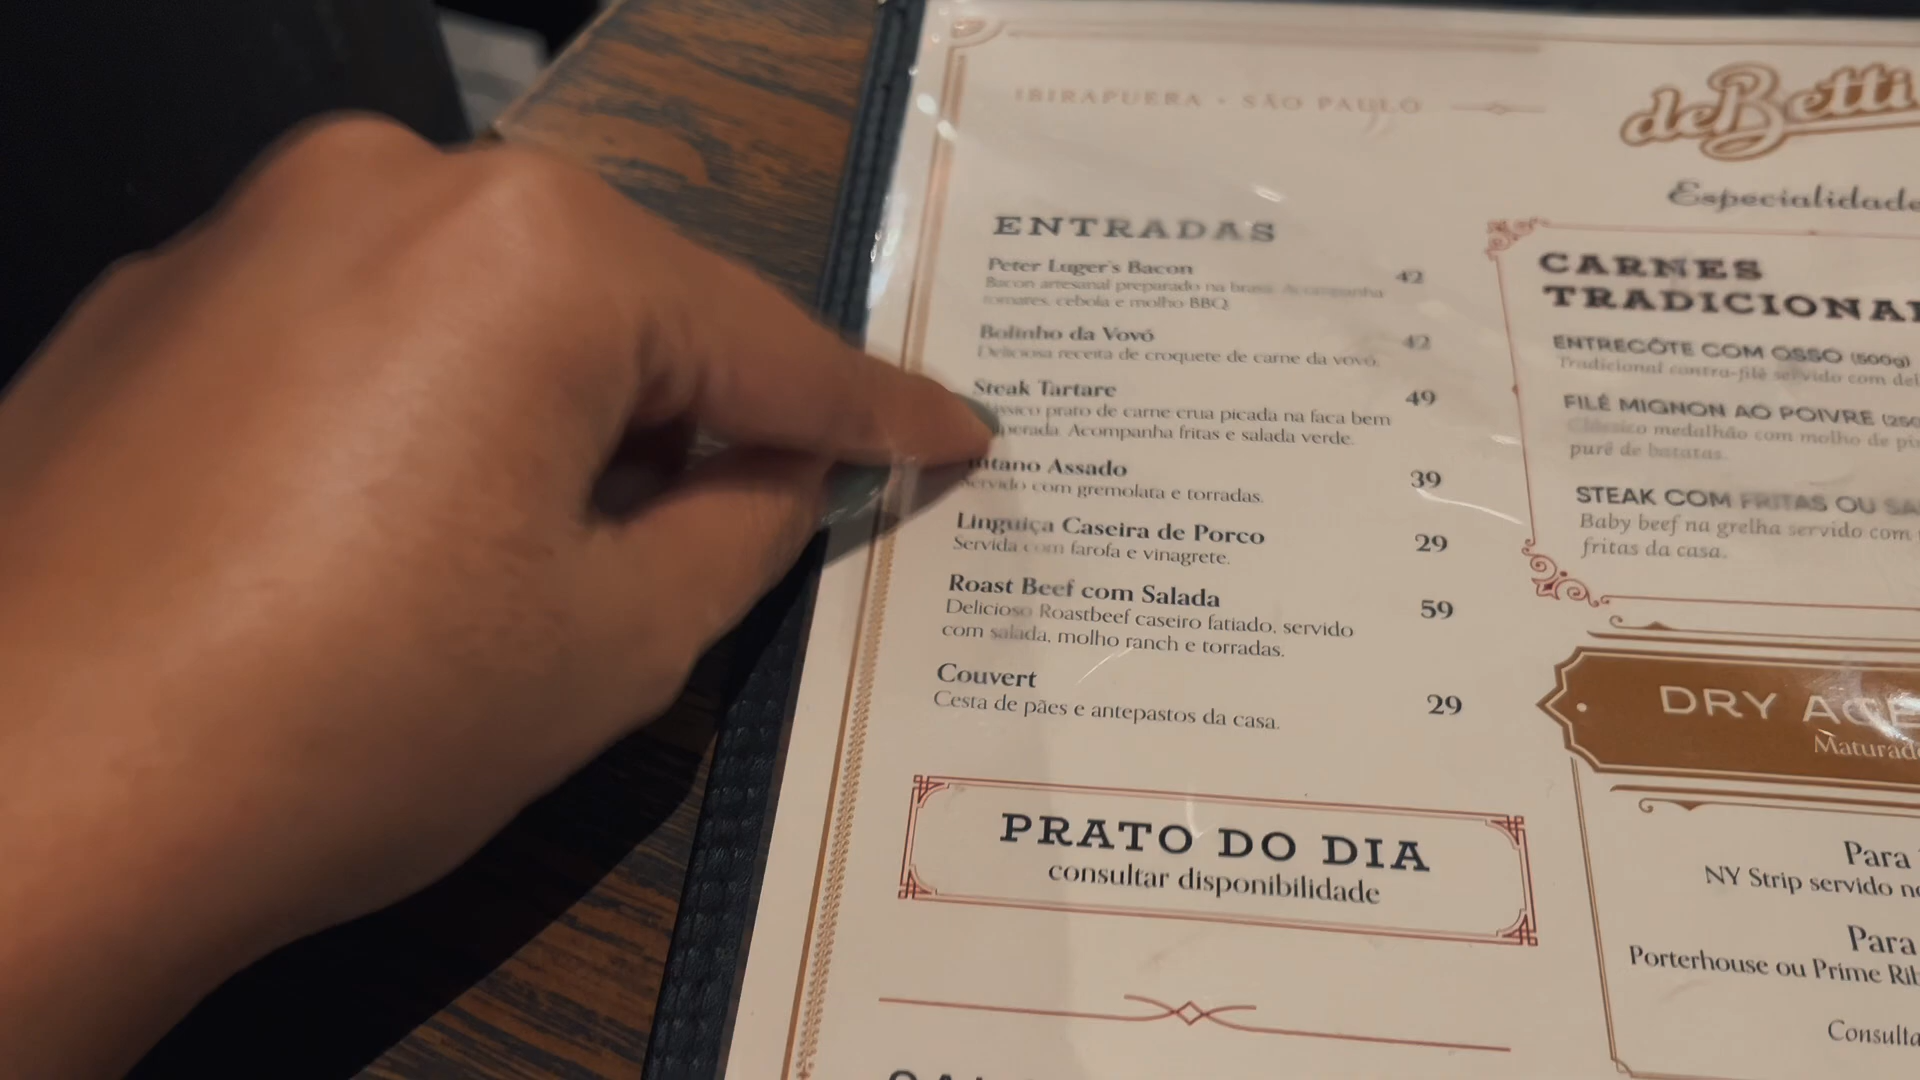 IBIRAPUERA • SÃO PAULO
deBetti
ENTRADAS
Peter Luger's Bacon 42
Bacon artesanal preparado na brasa. Acompanha
tomates, cebola e molho BBQ.
Bolinho da Vovó 42
Deliciosa receita de croquete de carne da vovó.
Steak Tartare 49
prato de carne crua picada na faca bem
Acompanha fritas e salada verde.
Assado 39
Servido com gremolata e torradas.
Linguiça Caseira de Porco 29
Servida com farofa e vinagrete.
Roast Beef com Salada 59
Delicioso Roastbeef caseiro fatiado, servido
com salada, molho ranch e torradas.
Couvert 29
Cesta de pães e antepastos da casa.
PRATO DO DIA
consultar disponibilidade
CARNES
ENTRECÔTE COM OSSO (500g)
Tradicional contra-filé servido com
FILÉ MIGNON AO POIVRE
Clássico medalhão com molho de
purê de batatas.
STEAK COM FRITAS OU
Baby beef na grelha servido com
fritas da casa.
DRY
Para
NY Strip servido
Para
Porterhouse ou Prime